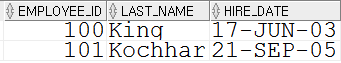 EMPLOYEE_ID LAST_NAME HIRE_DATE
100 King 17-JUN-03
101 Kochhar 21-SEP-05